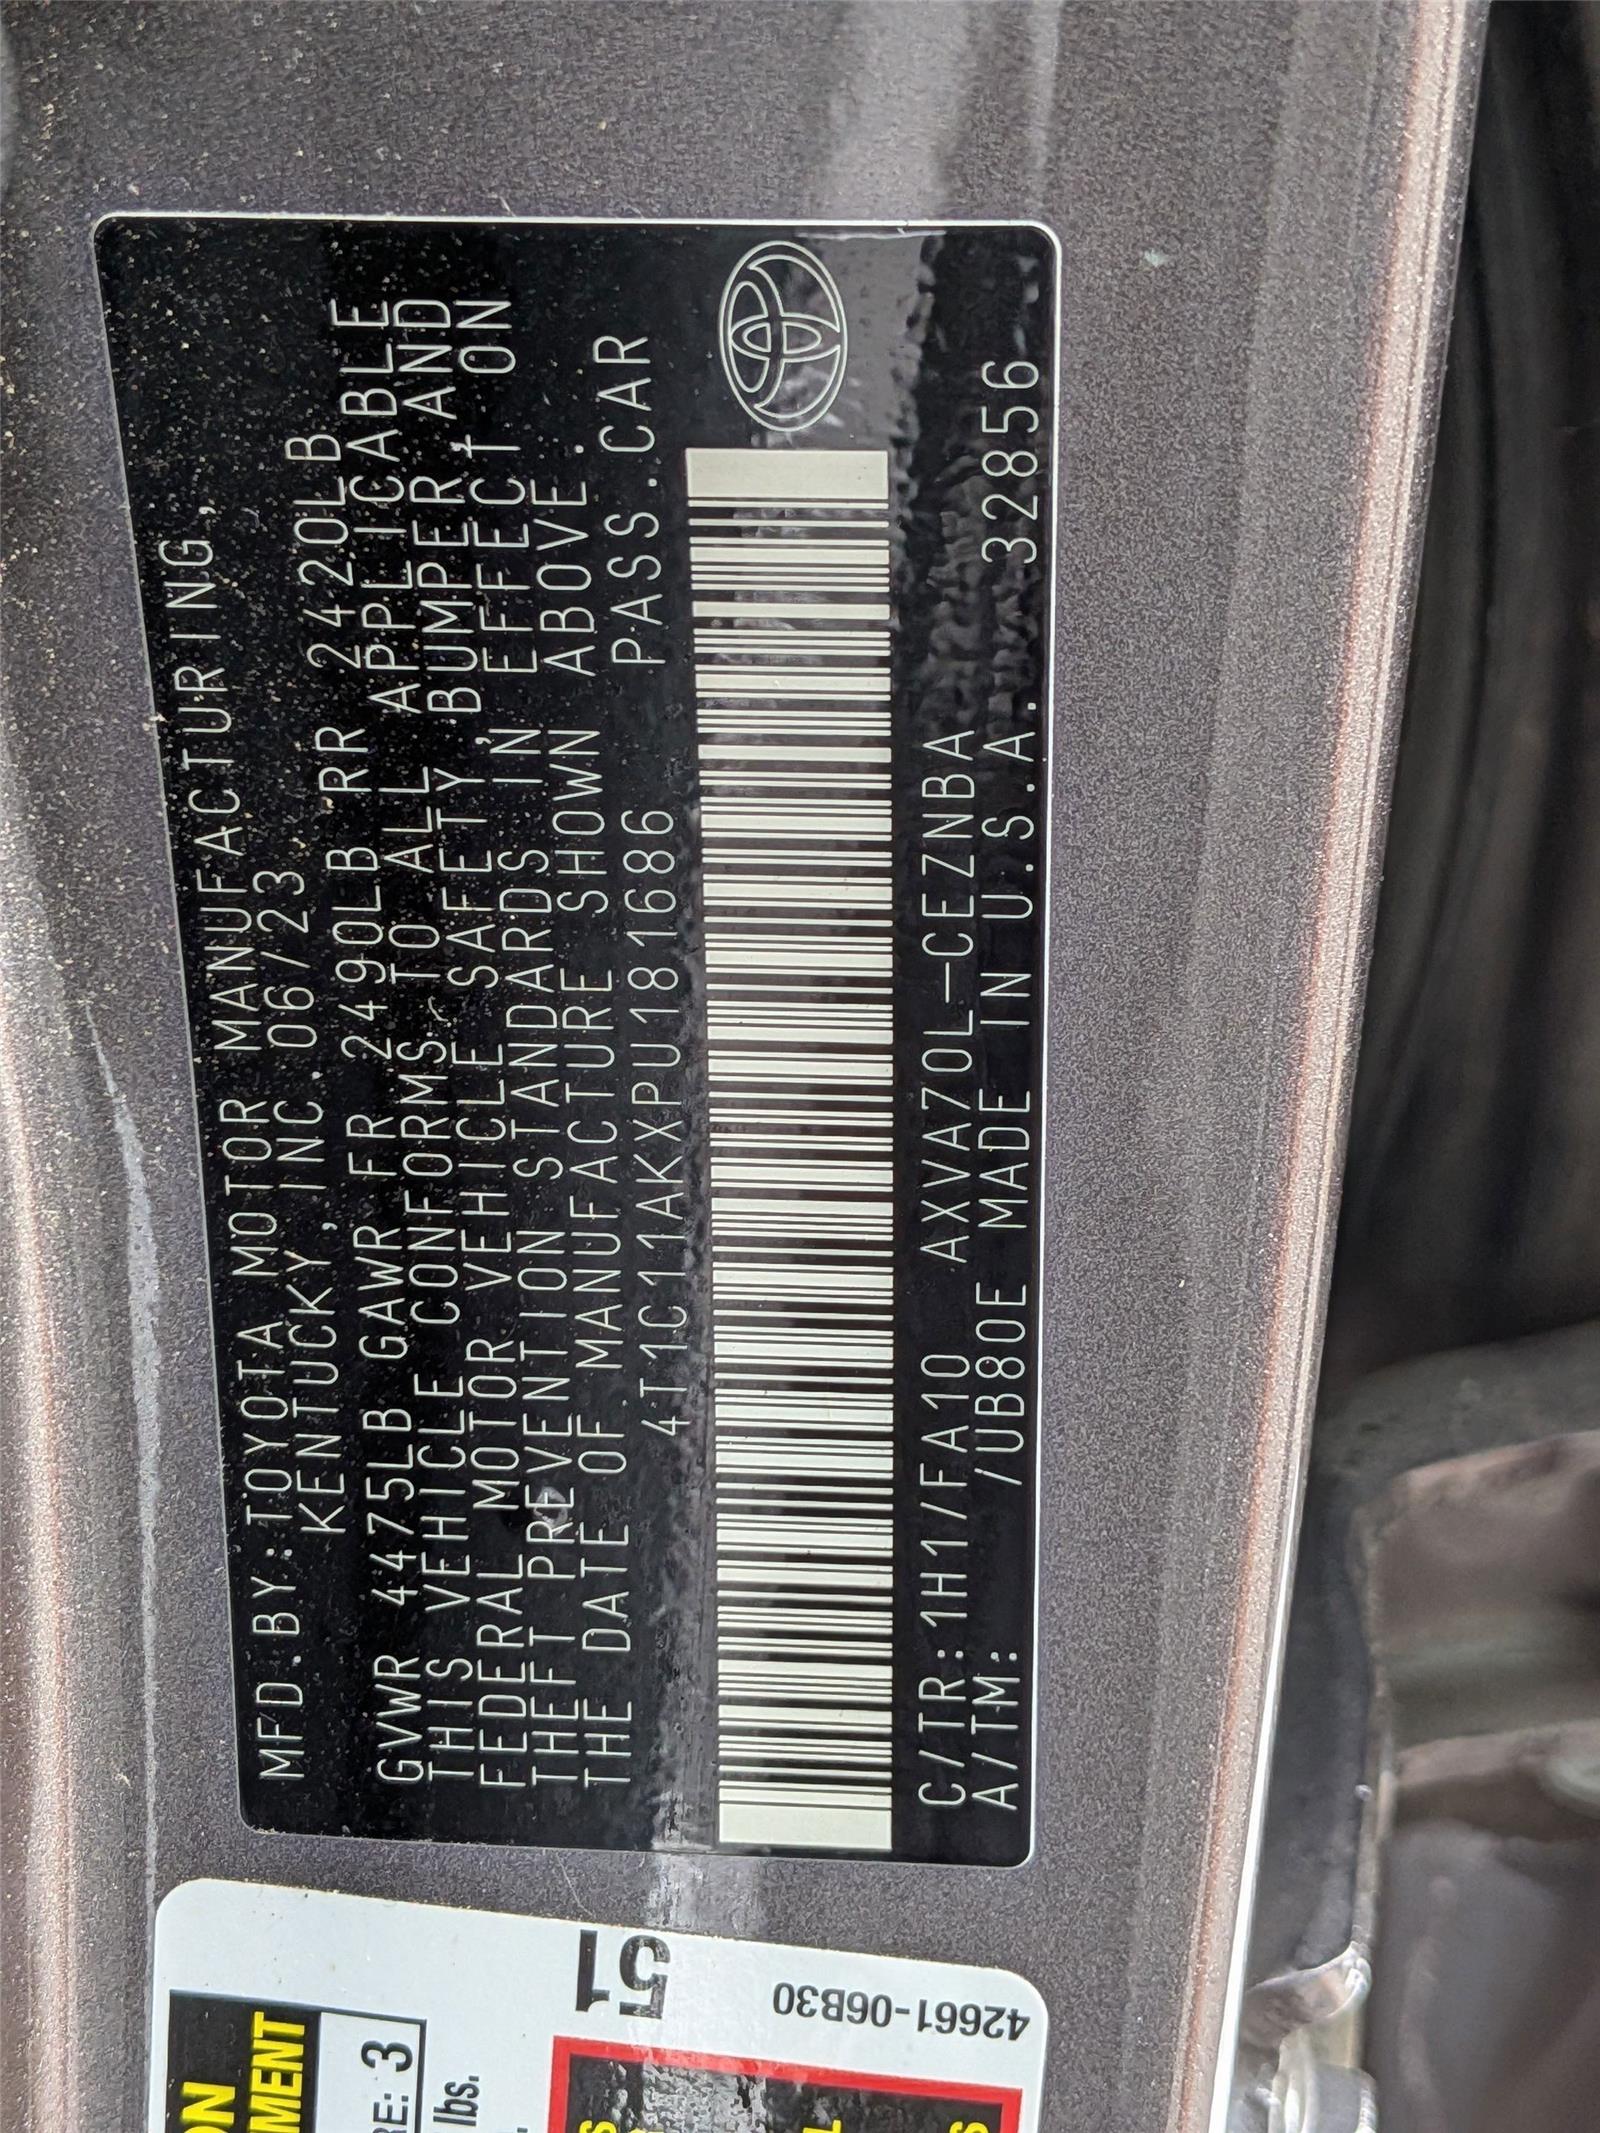 MFD.BY:TOYOTA MOTOR MANUFACTURING,
KENTUCKY,INC 06/23
GVWR 4475LB GAWR FR 2490LB RR 2420LB
THIS VEHICLE CONFORMS TO ALL APPLICABLE
FEDERAL MOTOR VEHICLE SAFETY,BUMPER,AND
THEFT PREVENTION STANDARDS IN EFFECT ON
THE DATE OF MANUFACTURE SHOWN ABOVE.
4T1C11AKXPU181686 PASS.CAR
C/TR:1H1/FA10 AXVA70L-CEZNBA
A/TM: /UB80E MADE IN U.S.A. 32856
51
42661-06B30
3
lbs.